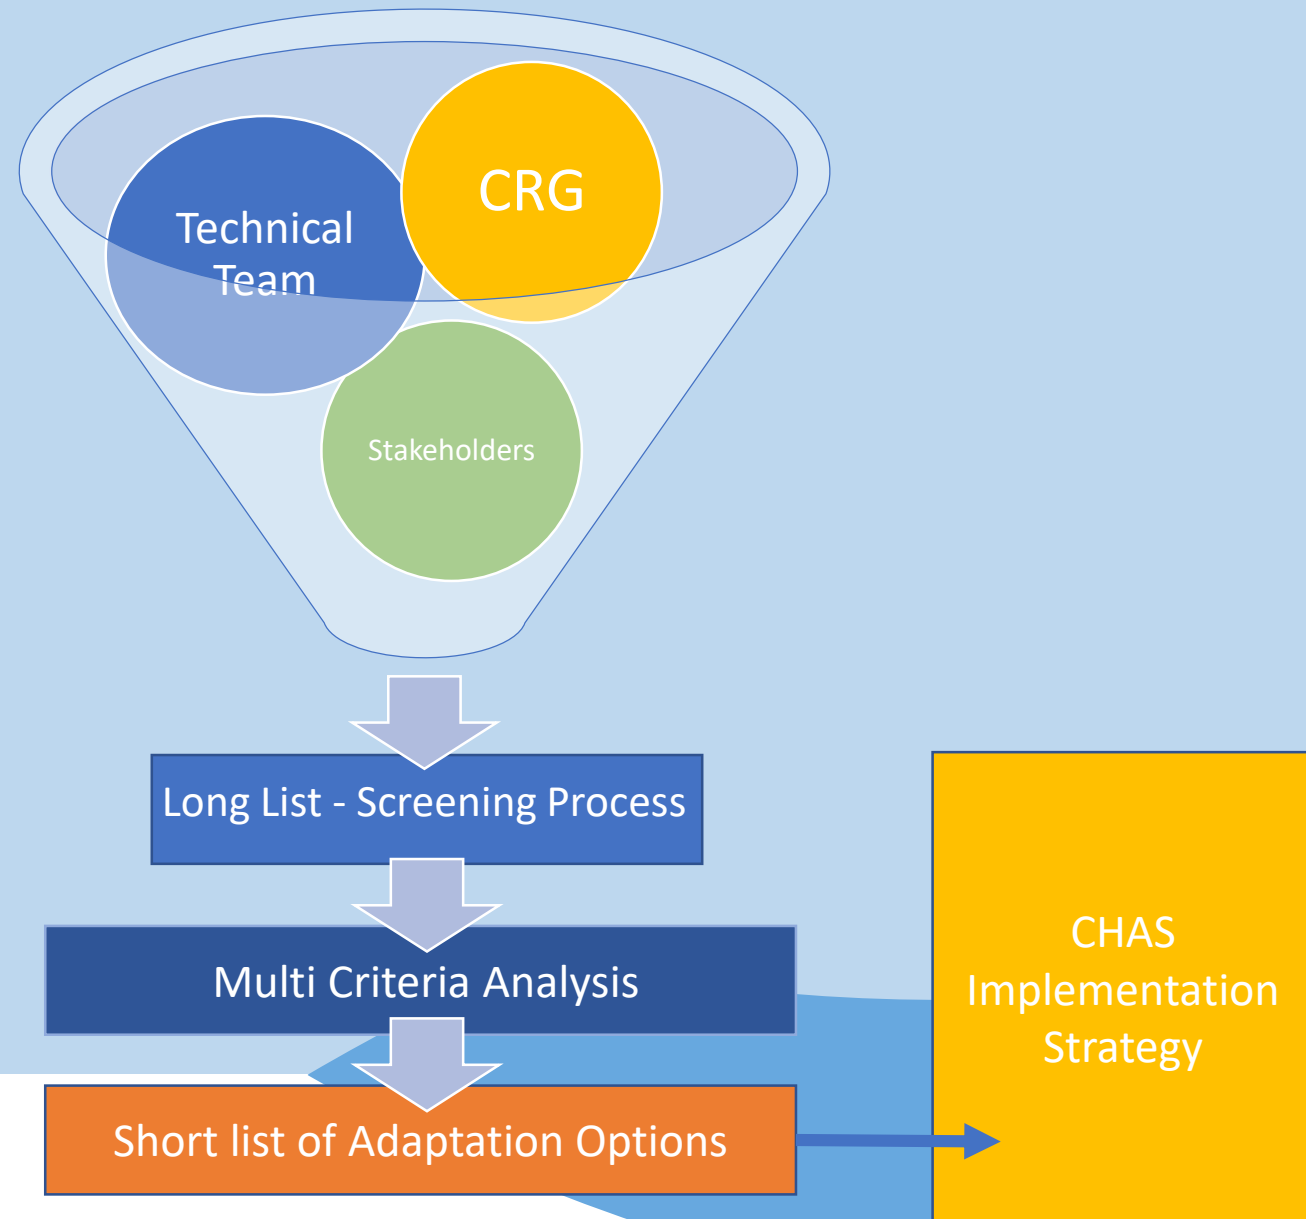 CRG
Technical
Team
Stakeholders
Long List - Screening Process
Multi Criteria Analysis
Short list of Adaptation Options
CHAS
Implementation
Strategy